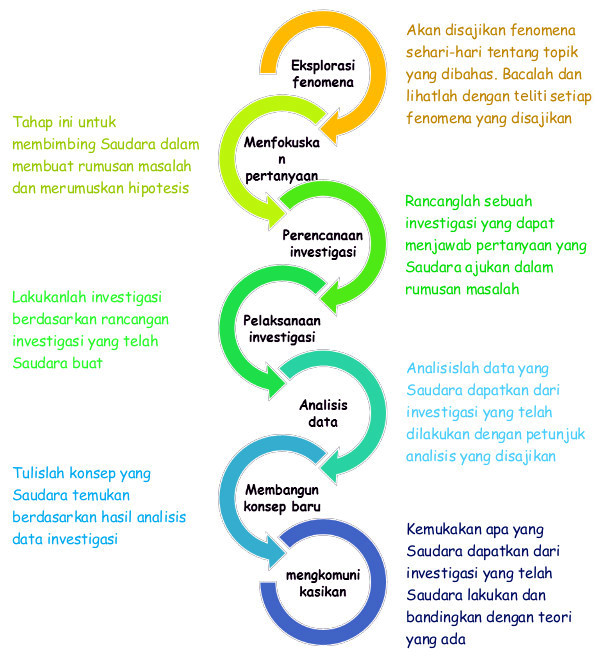 Eksplorasi
fenomena
Akan disajikan fenomena
sehari-hari tentang topik
yang dibahas. Bacalah dan
lihatlah dengan teliti setiap
fenomena yang disajikan
Tahap ini untuk
membimbing Saudara dalam
membuat rumusan masalah
dan merumuskan hipotesis
Menfokuska
n
pertanyaan
Perencanaan
investigasi
Rancanglah sebuah
investigasi yang dapat
menjawab pertanyaan yang
Saudara ajukan dalam
rumusan masalah
Lakukanlah investigasi
berdasarkan rancangan
investigasi yang telah
Saudara buat
Pelaksanaan
investigasi
Analisis
data
Analisislah data yang
Saudara dapatkan dari
investigasi yang telah
dilakukan dengan petunjuk
analisis yang disajikan
Tulislah konsep yang
Saudara temukan
berdasarkan hasil analisis
data investigasi
Membangun
konsep baru
mengkomuni
kasikan
Kemukakan apa yang
Saudara dapatkan dari
investigasi yang telah
Saudara lakukan dan
bandingkan dengan teori
yang ada